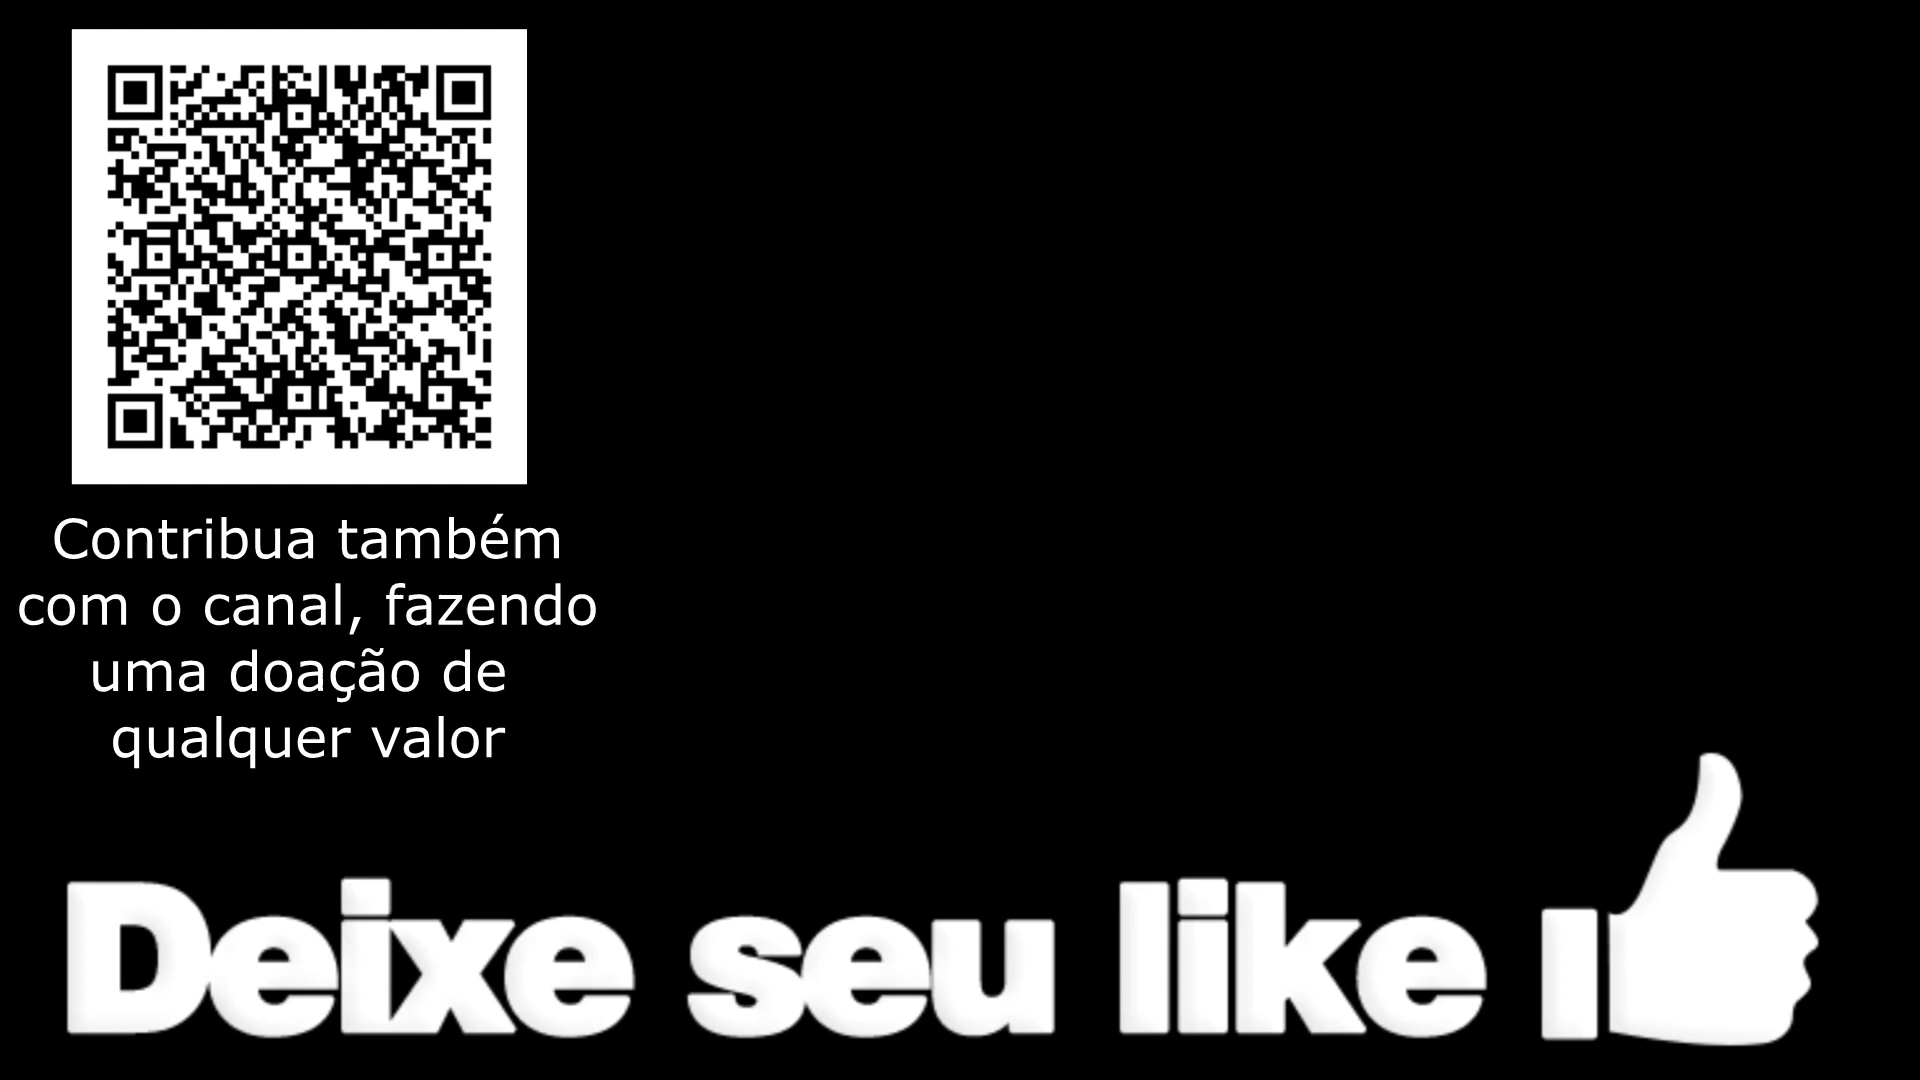 Contribua também
com o canal, fazendo
uma doação de
qualquer valor
Deixe seu like